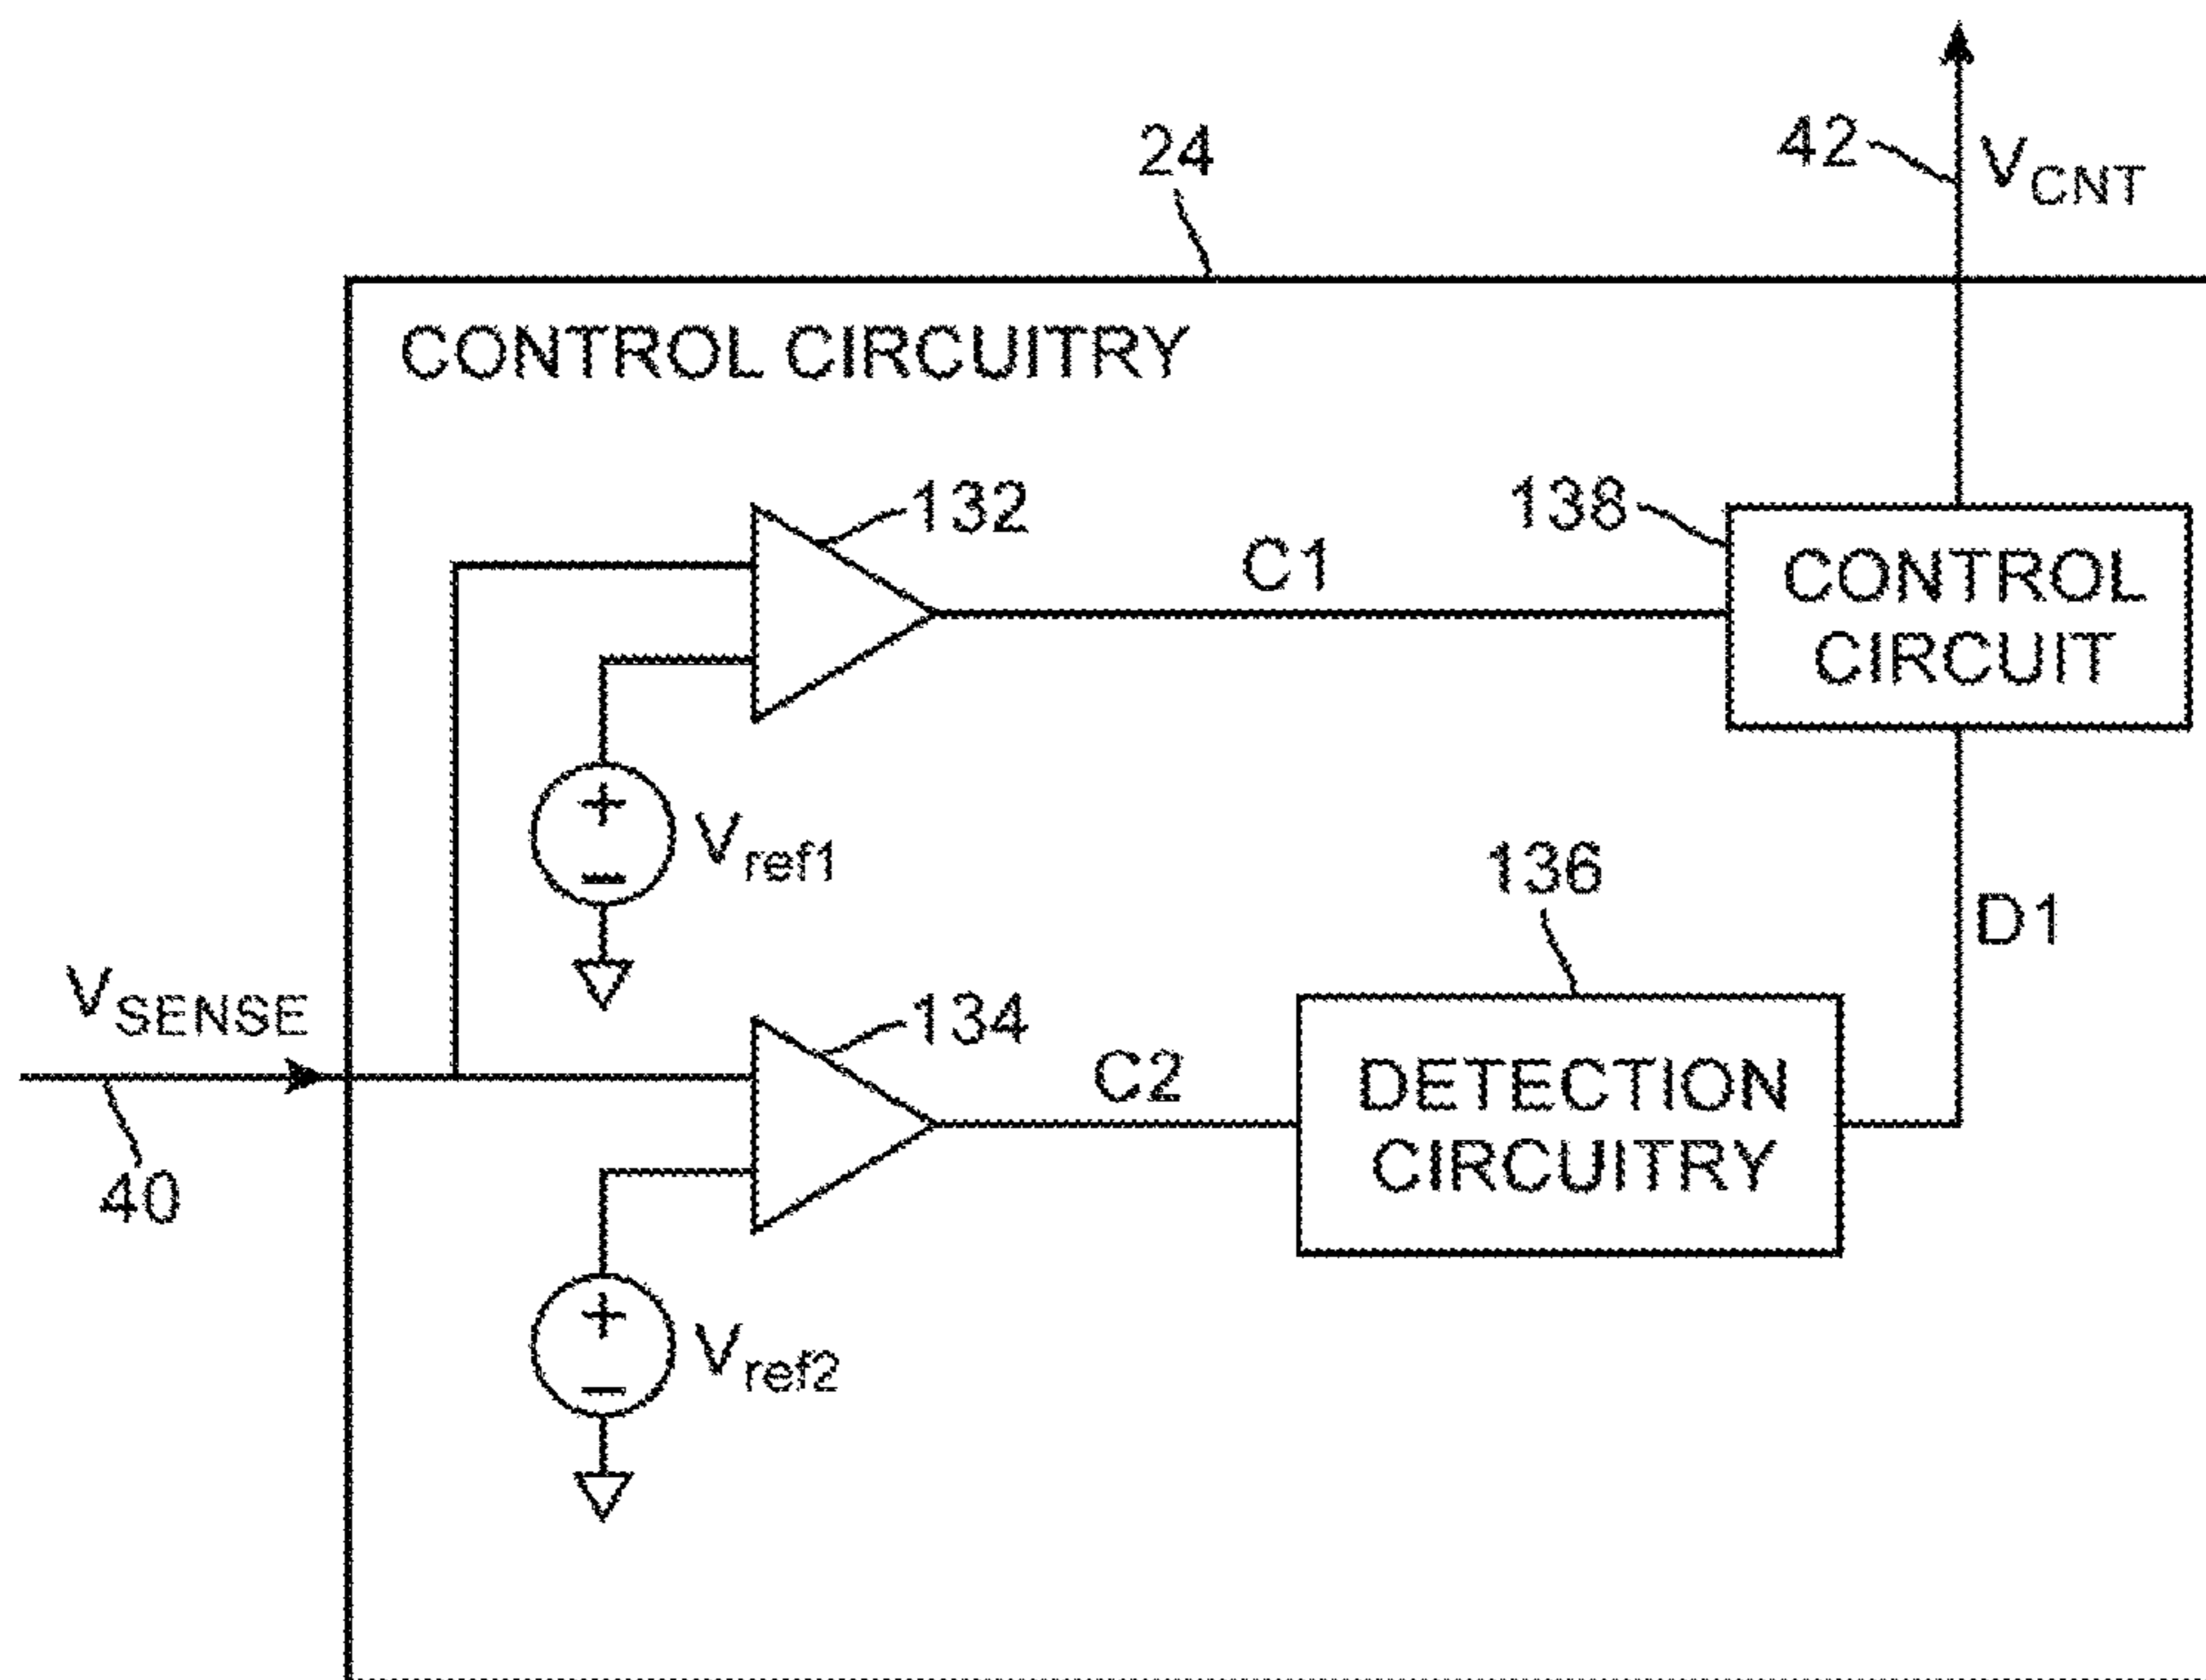 24
42
VCNT
CONTROL CIRCUITRY
132
C1
138
CONTROL
CIRCUIT
Vref1
136
D1
VSENSE
134
C2
DETECTION
CIRCUITRY
40
Vref2